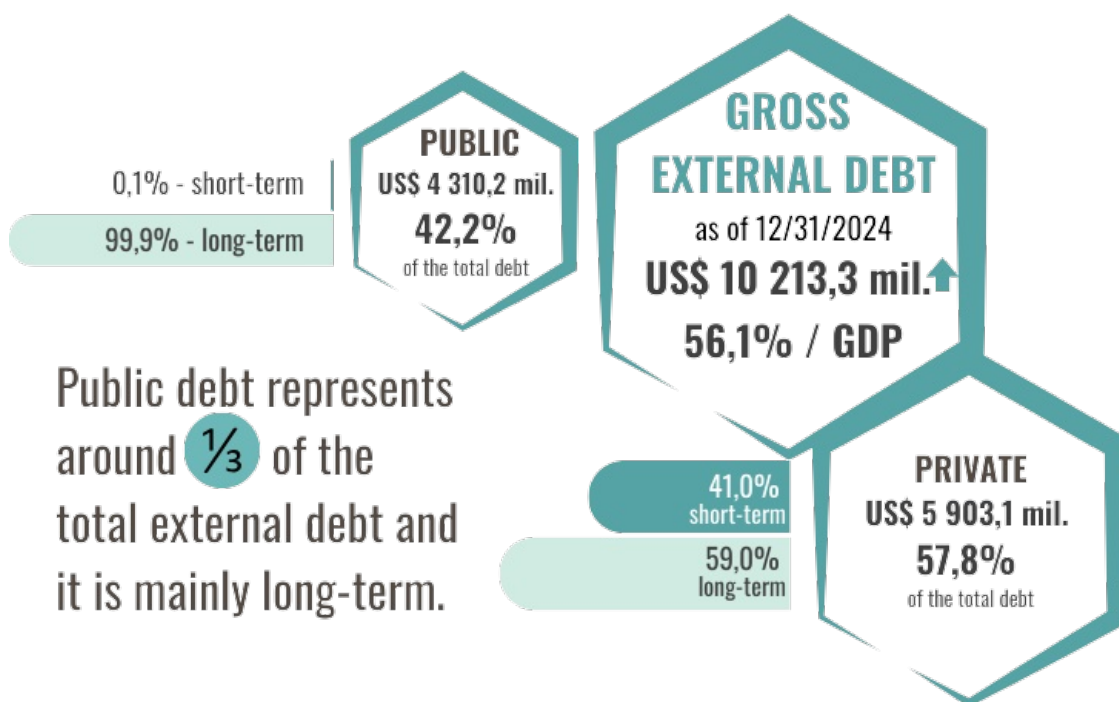 GROSS
EXTERNAL DEBT
as of 12/31/2024
US$ 10 213,3 mil.
56,1% / GDP
PUBLIC
US$ 4 310,2 mil.
42,2%
of the total debt
0,1% - short-term
99,9% - long-term
Public debt represents
around ⅓ of the
total external debt and
it is mainly long-term.
PRIVATE
US$ 5 903,1 mil.
57,8%
of the total debt
41,0%
short-term
59,0%
long-term